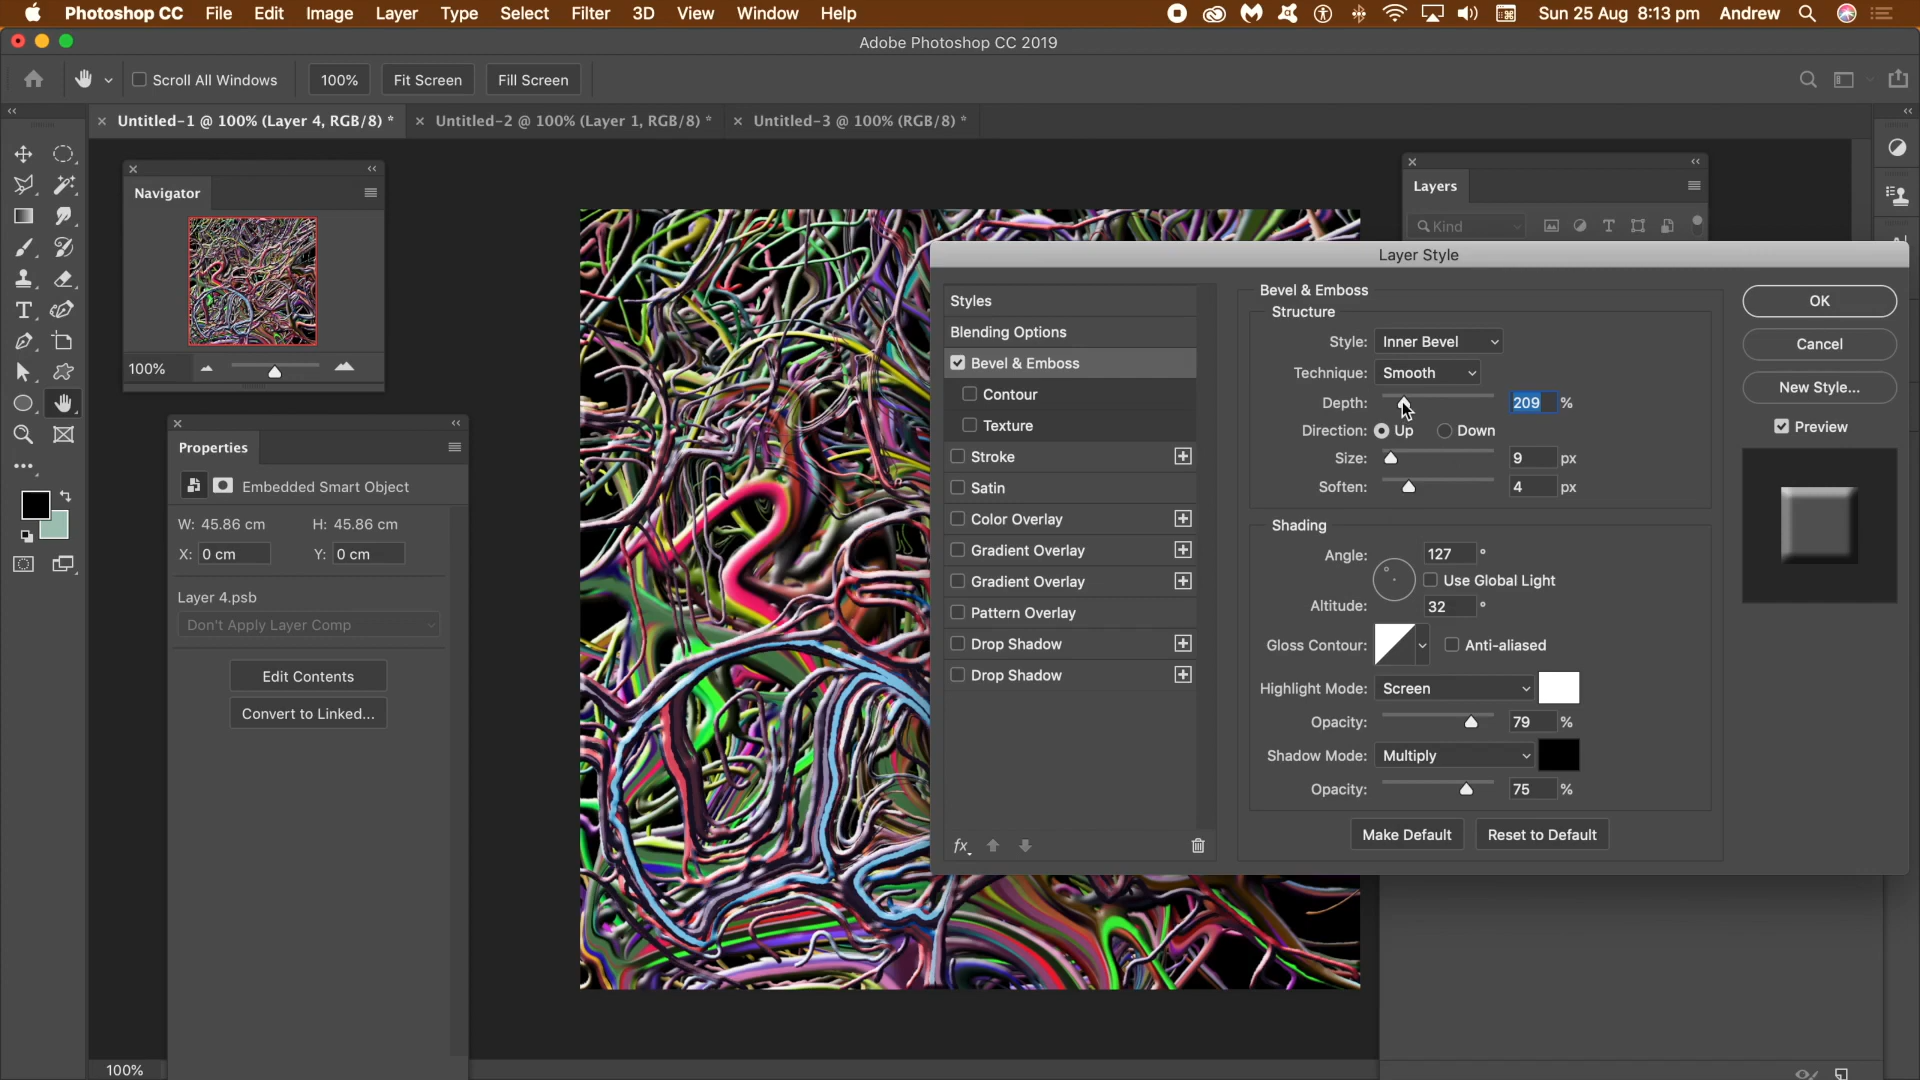 Photoshop CC File Edit Image Layer Type Select Filter 3D View Window Help Sun 25 Aug 8:13 pm Andrew
Adobe Photoshop CC 2019
Scroll All Windows 100% Fit Screen Fill Screen
Untitled-1 @ 100% (Layer 4, RGB/8) * Untitled-2 @ 100% (Layer 1, RGB/8) * Untitled-3 @ 100% (RGB/8) *
Navigator
100%
Properties
Embedded Smart Object
W: 45.86 cm H: 45.86 cm
X: 0 cm Y: 0 cm
Layer 4.psb
Don't Apply Layer Comp
Edit Contents
Convert to Linked...
100%
Layers
Kind
Layer Style
Styles
Blending Options
Bevel & Emboss
Contour
Texture
Stroke
Satin
Color Overlay
Gradient Overlay
Gradient Overlay
Pattern Overlay
Drop Shadow
Drop Shadow
fx
Bevel & Emboss
Structure
Style: Inner Bevel
Technique: Smooth
Depth: 209 %
Direction: Up Down
Size: 9 px
Soften: 4 px
Shading
Angle: 127 °
Use Global Light
Altitude: 32 °
Gloss Contour: Anti-aliased
Highlight Mode: Screen
Opacity: 79 %
Shadow Mode: Multiply
Opacity: 75 %
Make Default Reset to Default
OK
Cancel
New Style...
Preview